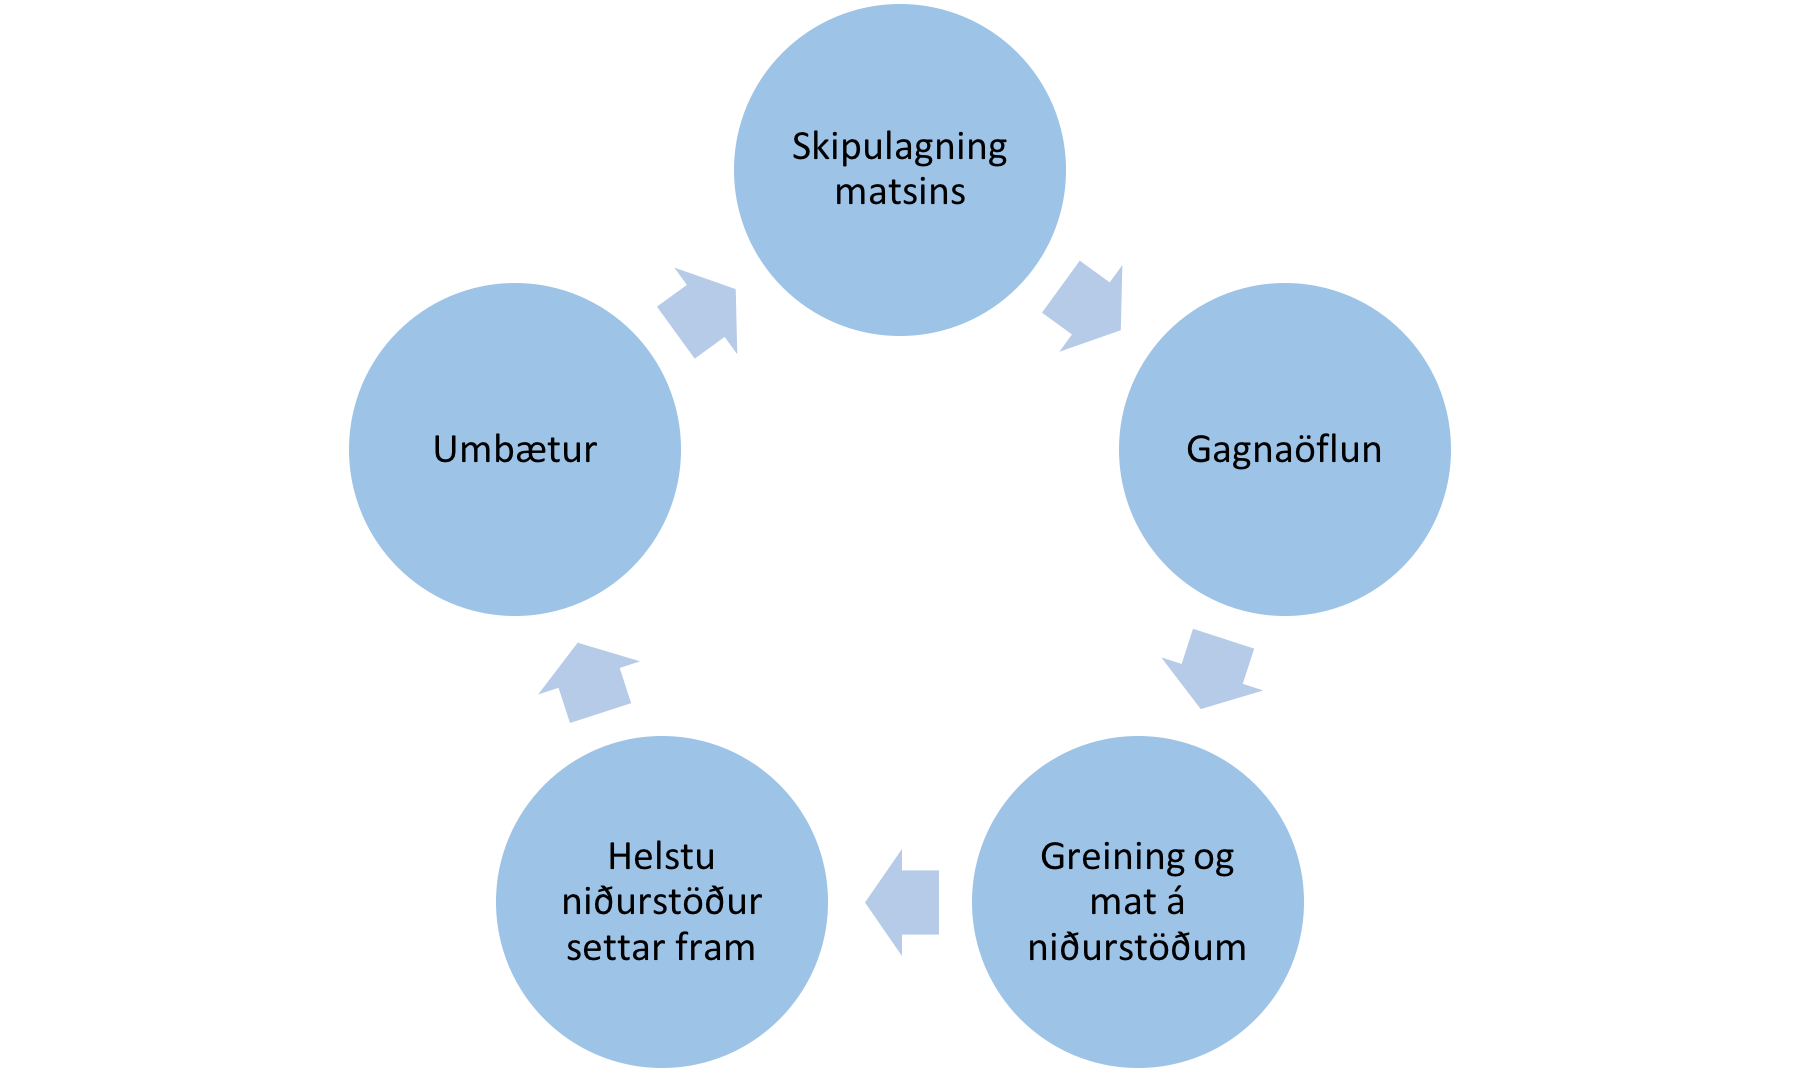 Skipulagning
matsins
Gagnaöflun
Greining og
mat á
niðurstöðum
Helstu
niðurstöður
settar fram
Umbætur